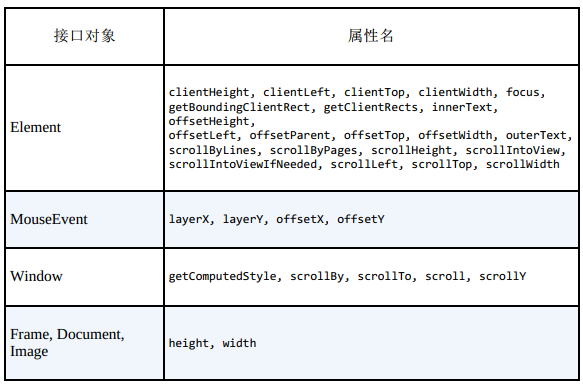 接口对象
属性名
Element
clientHeight, clientLeft, clientTop, clientWidth, focus,
getBoundingClientRect, getClientRects, innerText,
offsetHeight,
offsetLeft, offsetParent, offsetTop, offsetWidth, outerText,
scrollByLines, scrollByPages, scrollHeight, scrollIntoView,
scrollIntoViewIfNeeded, scrollLeft, scrollTop, scrollWidth
MouseEvent
layerX, layerY, offsetX, offsetY
Window
getComputedStyle, scrollBy, scrollTo, scroll, scrollY
Frame, Document,
Image
height, width